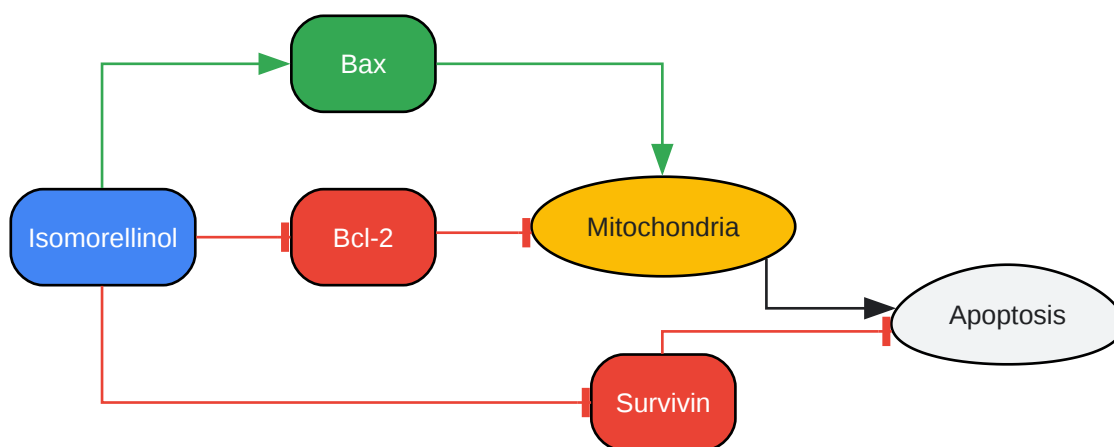 Bax
Isomorellinol
Bcl-2
Mitochondria
Apoptosis
Survivin